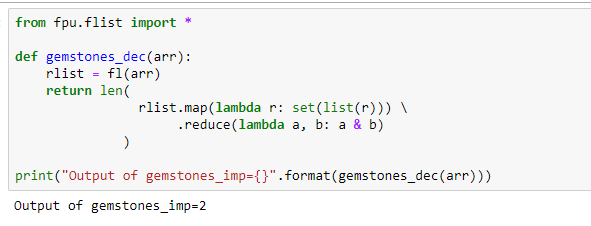 from fpu.flist import *
def gemstones_dec(arr):
    rlist = fl(arr)
    return len(
                rlist.map(lambda r: set(list(r))) \
                     .reduce(lambda a, b: a & b)
              )
print("Output of gemstones_imp={}".format(gemstones_dec(arr)))
Output of gemstones_imp=2